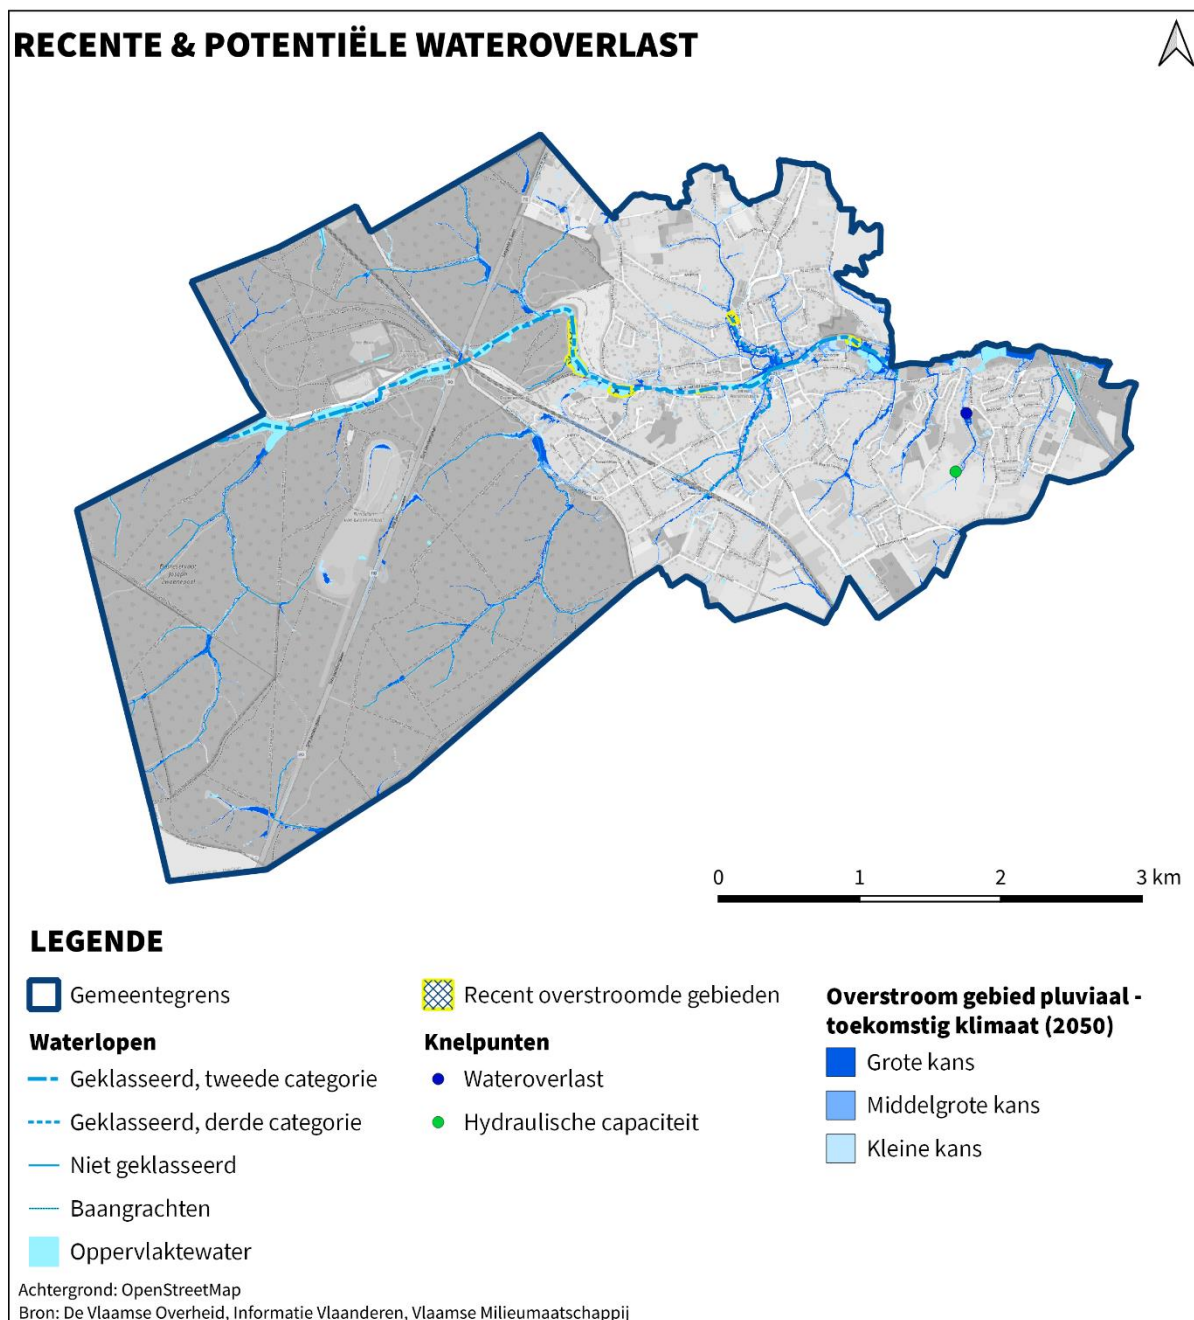 RECENTE & POTENTIËLE WATEROVERLAST
0 1 2 3 km
LEGENDE
Gemeentegrens
Waterlopen
Geklasseerd, tweede categorie
Geklasseerd, derde categorie
Niet geklasseerd
Baangrachten
Oppervlaktewater
Recent overstroomde gebieden
Knelpunten
Wateroverlast
Hydraulische capaciteit
Overstroom gebied pluviaal -
toekomstig klimaat (2050)
Grote kans
Middelgrote kans
Kleine kans
Achtergrond: OpenStreetMap
Bron: De Vlaamse Overheid, Informatie Vlaanderen, Vlaamse Milieumaatschappij